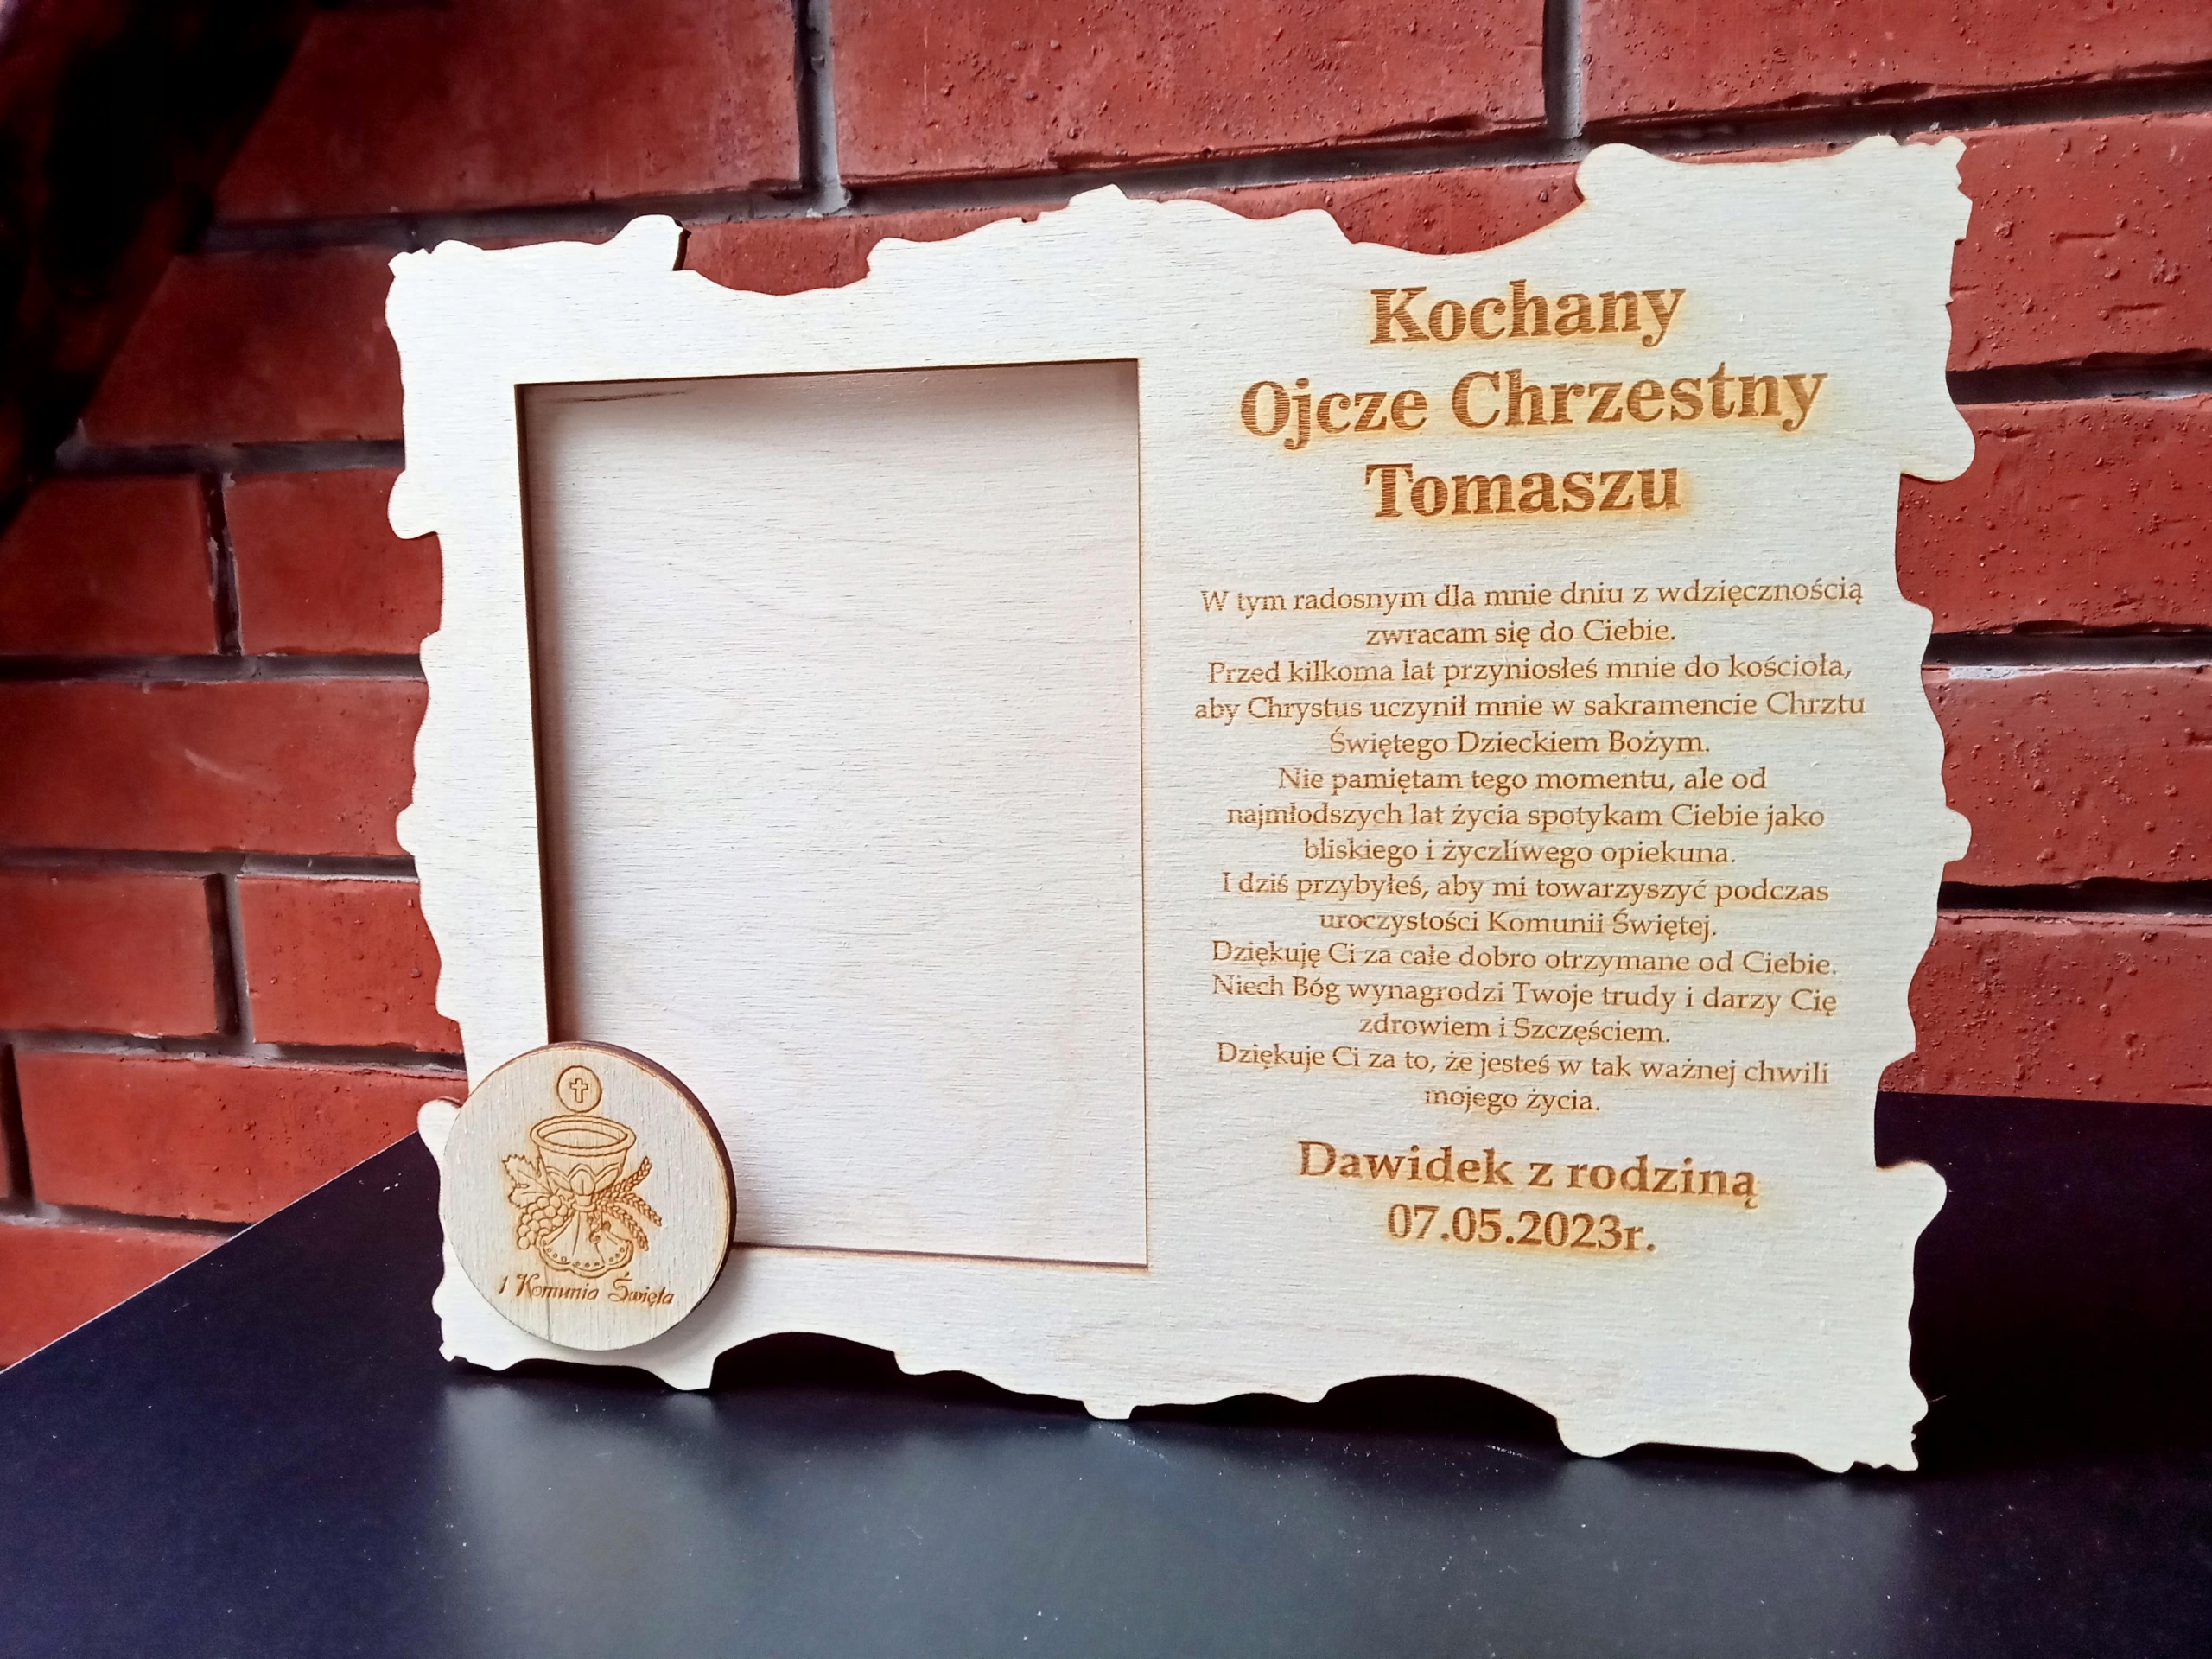 Kochany
Ojcze Chrzestny
Tomaszu
W tym radosnym dla mnie dniu z wdzięcznością
zwracam się do Ciebie.
Przed kilkoma lat przyniosłeś mnie do kościoła,
aby Chrystus uczynił mnie w sakramencie Chrztu
Świętego Dzieckiem Bożym.
Nie pamiętam tego momentu, ale od
najmłodszych lat życia spotykam Ciebie jako
bliskiego i życzliwego opiekuna.
I dziś przybyłeś, aby mi towarzyszyć podczas
uroczystości Komunii Świętej.
Dziękuję Ci za całe dobro otrzymane od Ciebie.
Niech Bóg wynagrodzi Twoje trudy i darzy Cię
zdrowiem i Szczęściem.
Dziękuje Ci za to, że jesteś w tak ważnej chwili
mojego życia.
Dawidek z rodziną
07.05.2023r.
I Komunia Święta